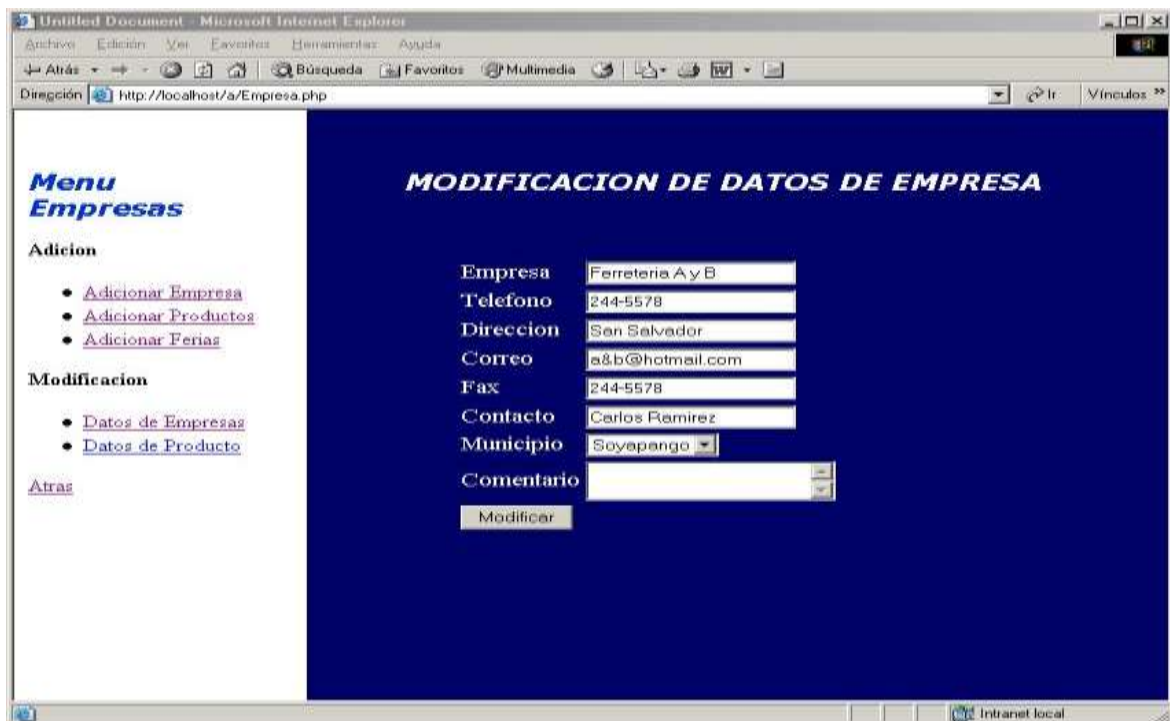 Untitled Document - Microsoft Internet Explorer
Archivo Edición Ver Favoritos Herramientas Ayuda
Atrás Búsqueda Favoritos Multimedia
Dirección http://localhost/a/Empresa.php Ir Vínculos »
Menu
Empresas
Adicion
Adicionar Empresa
Adicionar Productos
Adicionar Ferias
Modificacion
Datos de Empresas
Datos de Producto
Atras
MODIFICACION DE DATOS DE EMPRESA
Empresa Ferreteria A y B
Telefono 244-5578
Direccion San Salvador
Correo a&b@hotmail.com
Fax 244-5578
Contacto Carlos Ramirez
Municipio Soyapango
Comentario
Modificar
Intranet local